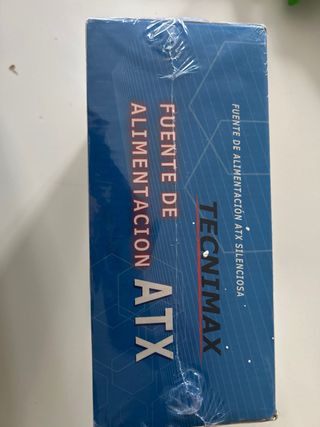 FUENTE DE ALIMENTACIÓN ATX SILENCIOSA
TECNIMAX
FUENTE DE
ALIMENTACION ATX